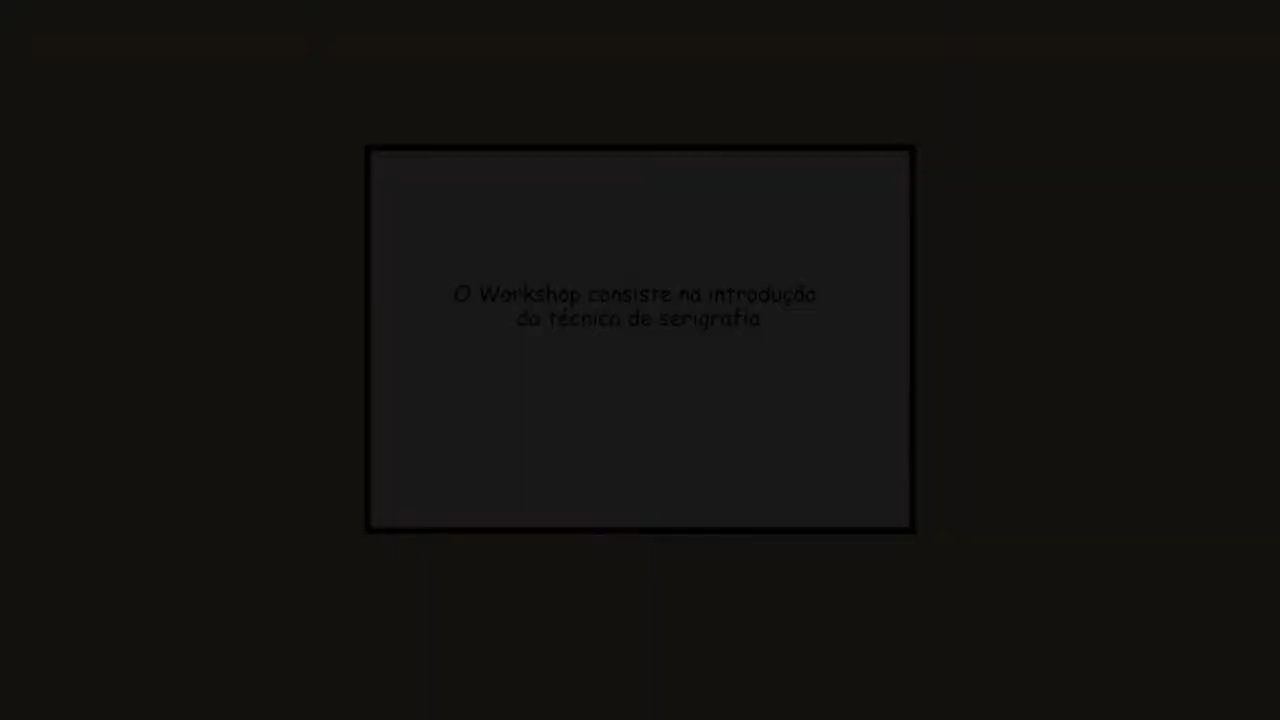 O Workshop consiste na introdução
da técnica de serigrafia